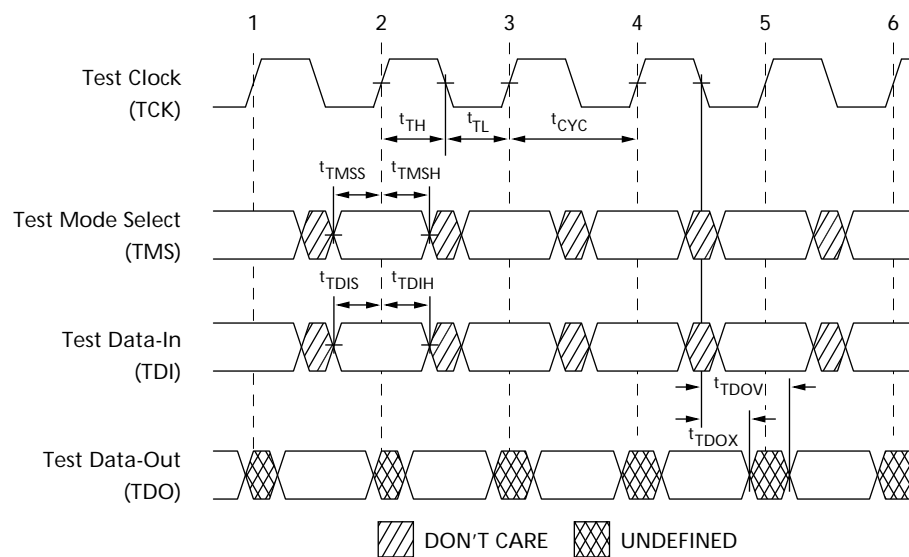 1 2 3 4 5 6
Test Clock
(TCK)
tTH tTL tCYC
tTMSS tTMSH
Test Mode Select
(TMS)
tTDIS tTDIH
Test Data-In
(TDI)
tTDOV
tTDOX
Test Data-Out
(TDO)
DON'T CARE UNDEFINED